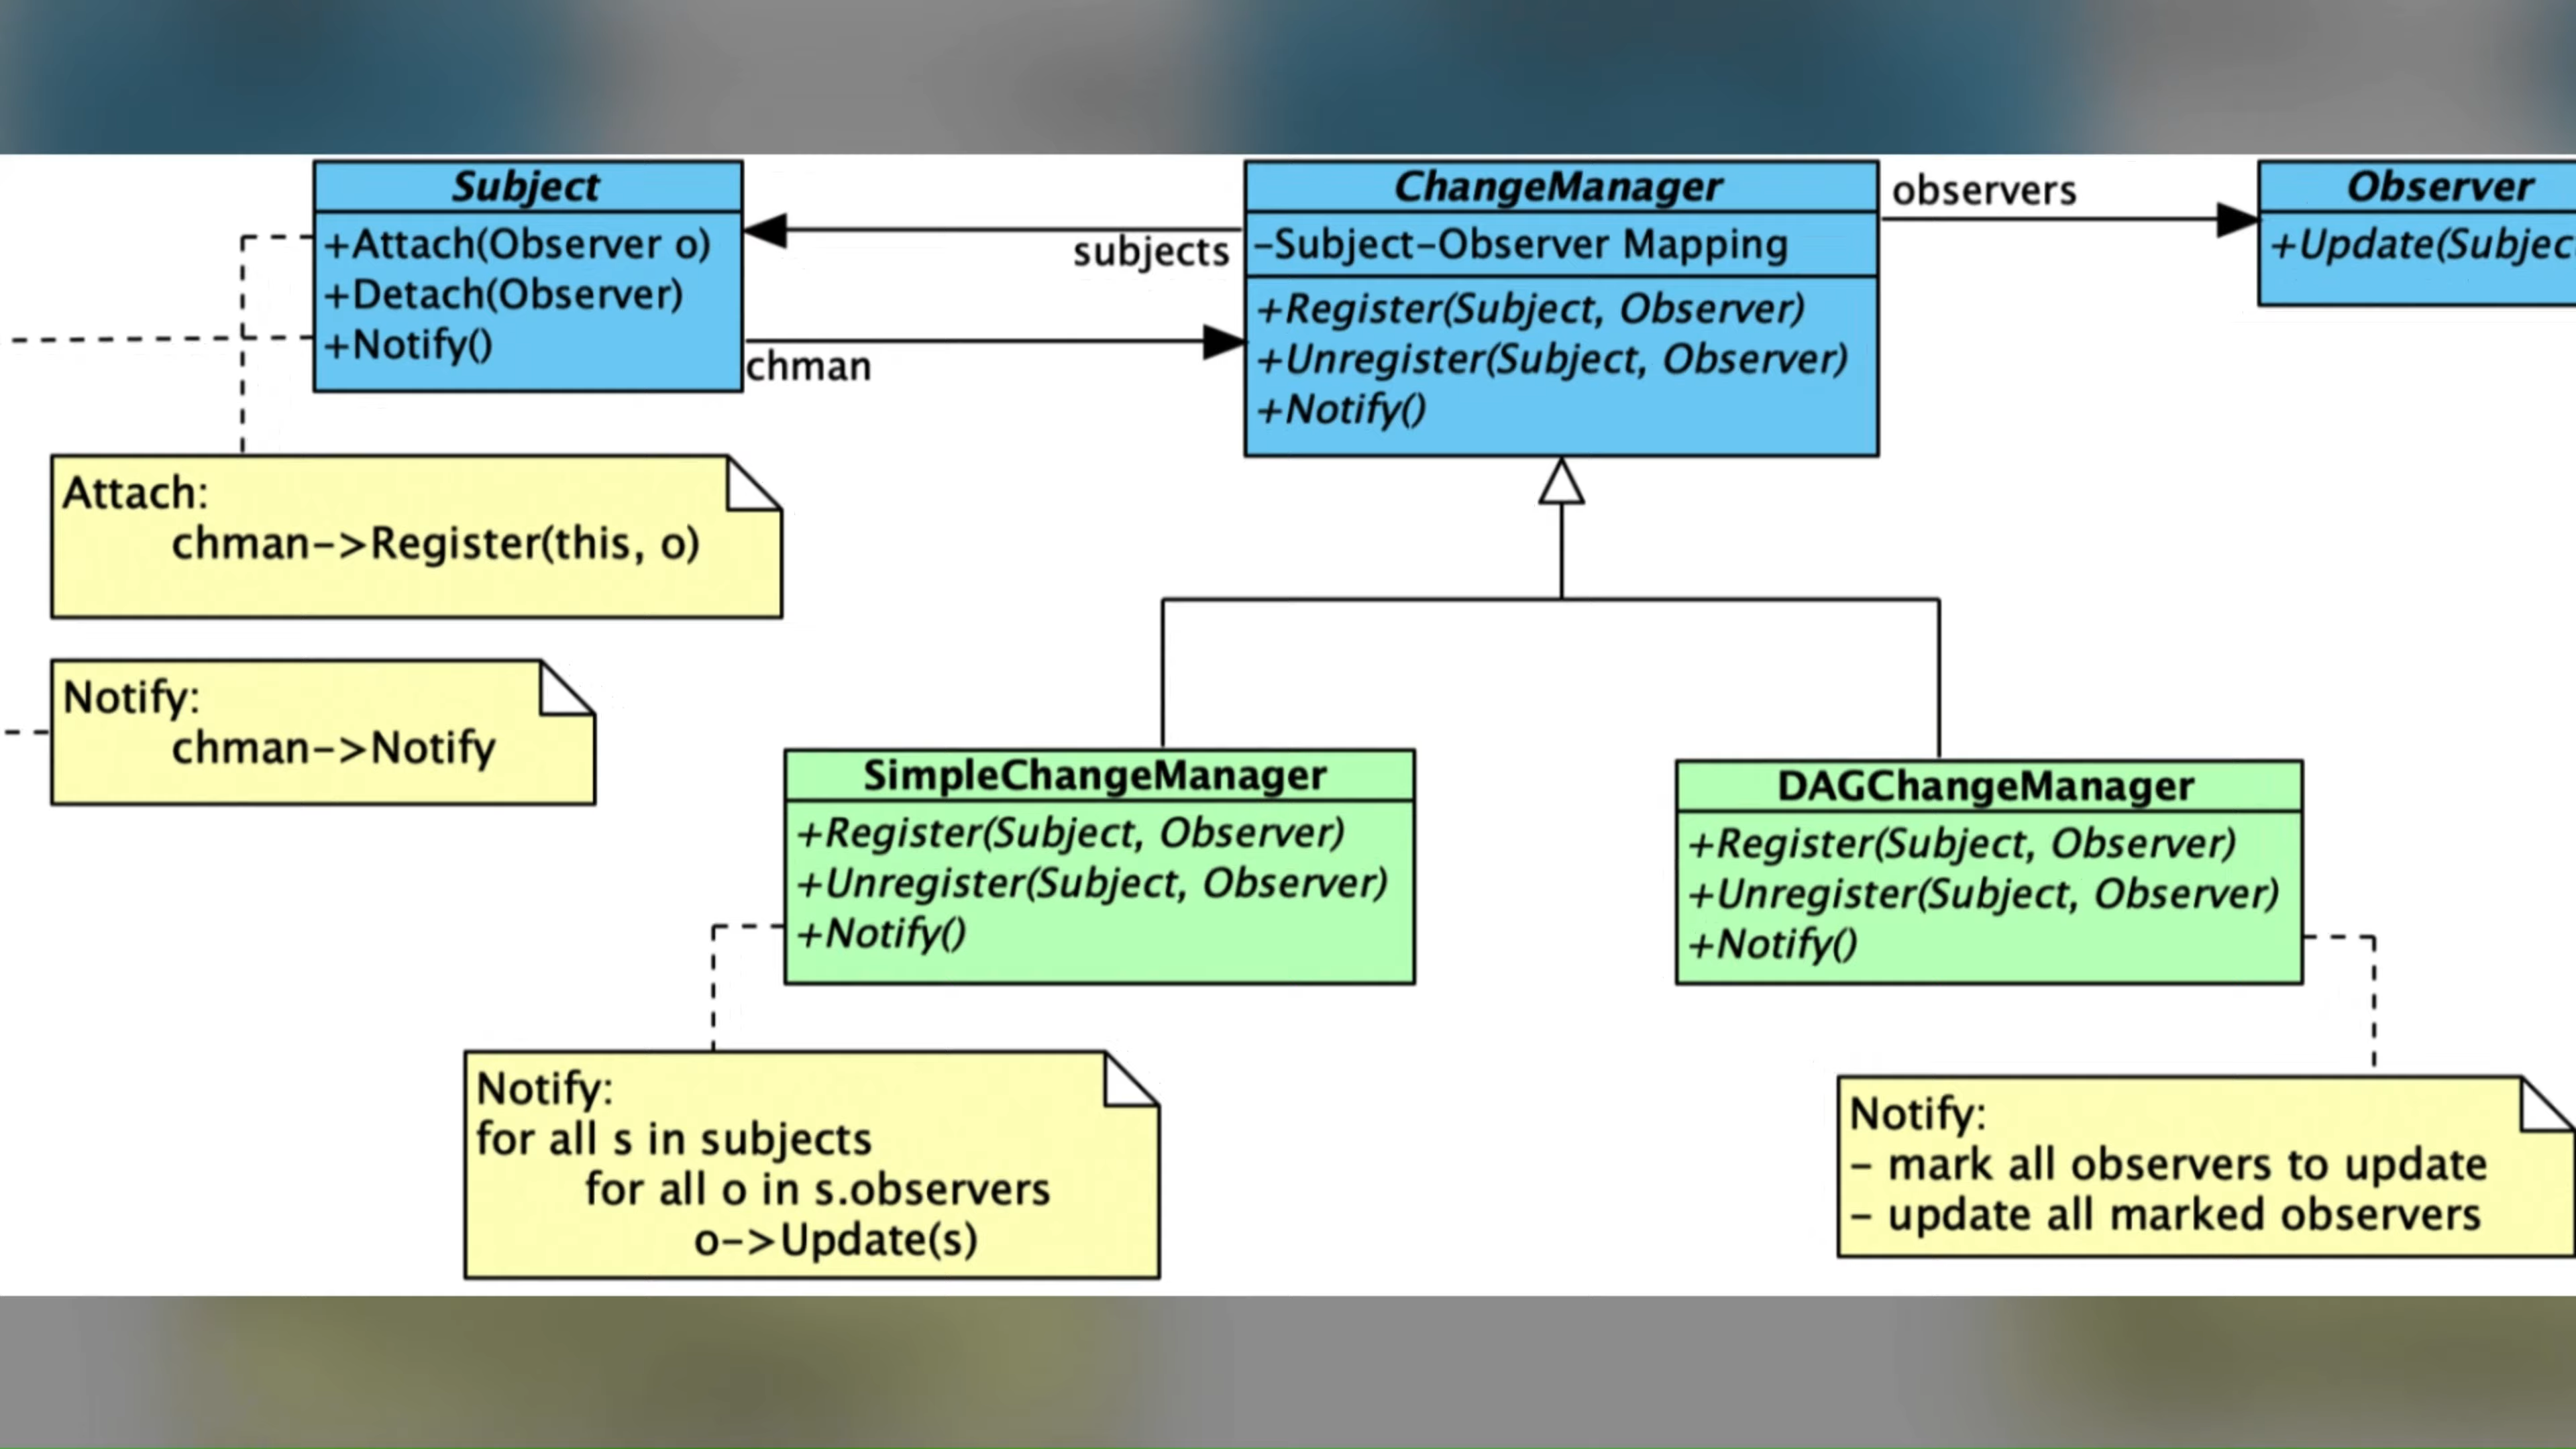 Subject
+Attach(Observer o)
+Detach(Observer)
+Notify()
subjects
chman
ChangeManager
-Subject-Observer Mapping
+Register(Subject, Observer)
+Unregister(Subject, Observer)
+Notify()
observers
Observer
+Update(Subjec
Attach:
chman->Register(this, o)
Notify:
chman->Notify
SimpleChangeManager
+Register(Subject, Observer)
+Unregister(Subject, Observer)
+Notify()
DAGChangeManager
+Register(Subject, Observer)
+Unregister(Subject, Observer)
+Notify()
Notify:
for all s in subjects
for all o in s.observers
o->Update(s)
Notify:
- mark all observers to update
- update all marked observers